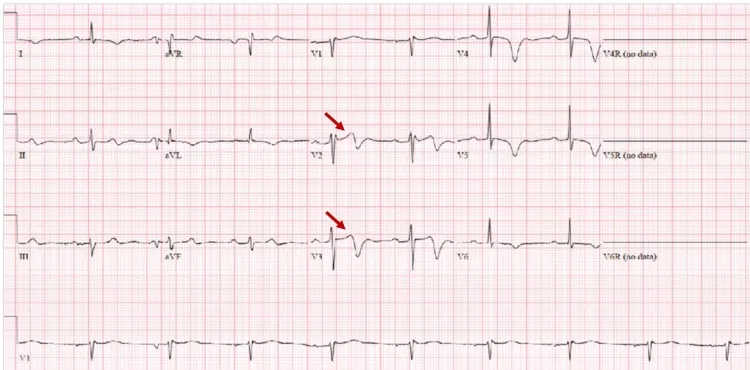 I aVR V1 V4 V4R (no data)
II aVL V2 V5 V5R (no data)
III aVF V3 V6 V6R (no data)
V1